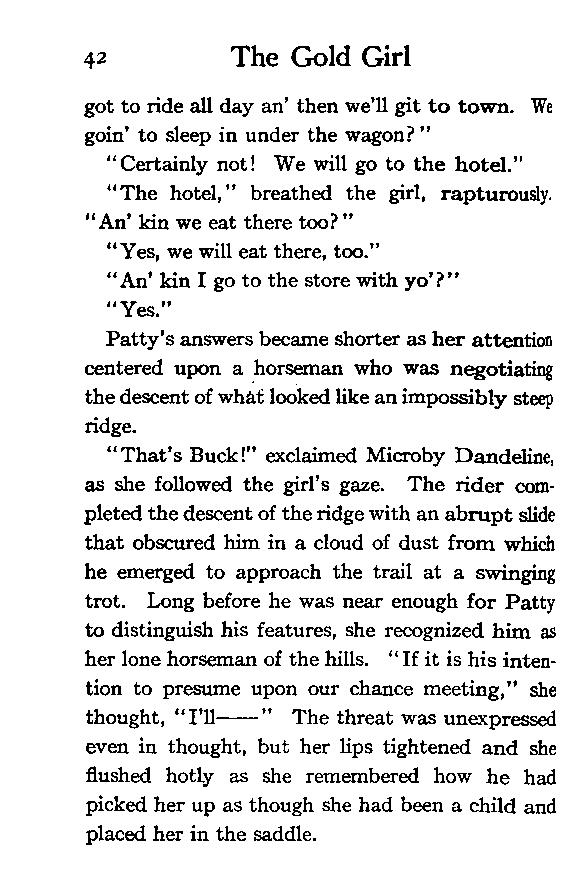 42 The Gold Girl
got to ride all day an' then we'll git to town. We
goin' to sleep in under the wagon?"
"Certainly not! We will go to the hotel."
"The hotel," breathed the girl, rapturously.
"An' kin we eat there too?"
"Yes, we will eat there, too."
"An' kin I go to the store with yo'?"
"Yes."
Patty's answers became shorter as her attention
centered upon a horseman who was negotiating
the descent of what looked like an impossibly steep
ridge.
"That's Buck!" exclaimed Microby Dandeline,
as she followed the girl's gaze. The rider com-
pleted the descent of the ridge with an abrupt slide
that obscured him in a cloud of dust from which
he emerged to approach the trail at a swinging
trot. Long before he was near enough for Patty
to distinguish his features, she recognized him as
her lone horseman of the hills. "If it is his inten-
tion to presume upon our chance meeting," she
thought, "I'll——" The threat was unexpressed
even in thought, but her lips tightened and she
flushed hotly as she remembered how he had
picked her up as though she had been a child and
placed her in the saddle.